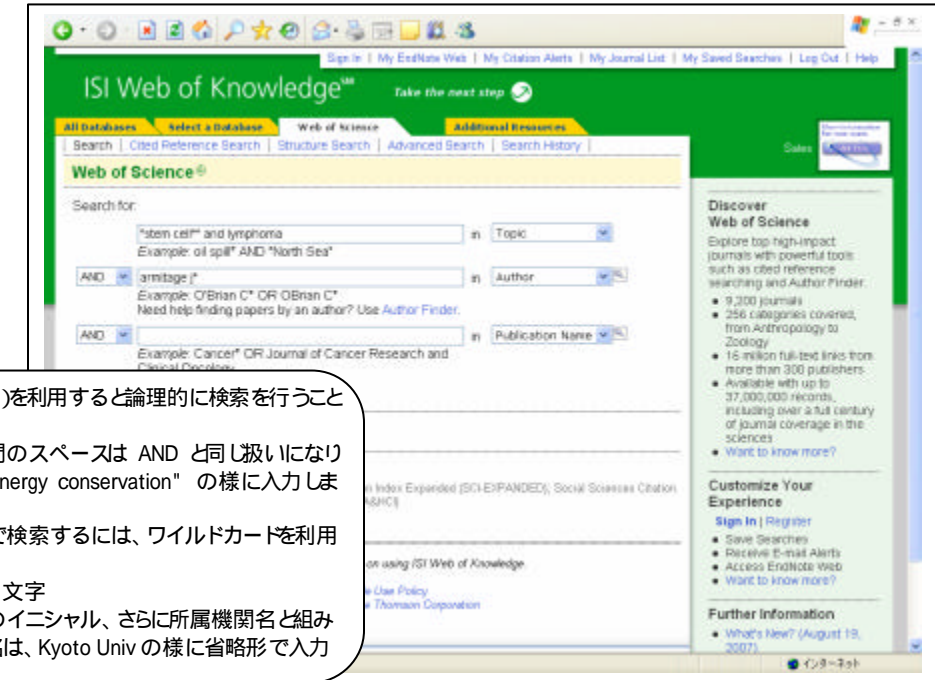 Sign In | My EndNote Web | My Citation Alerts | My Journal List | My Saved Searches | Log Out | Help
ISI Web of Knowledge℠ Take the next step
All Databases Select a Database Web of Science Additional Resources
Search | Cited Reference Search | Structure Search | Advanced Search | Search History |
Sales
Web of Science®
Search for:
"stem cell*" and lymphoma in Topic
Example: oil spill* AND "North Sea"
AND armitage j* in Author
Example: O'Brian C* OR OBrian C*
Need help finding papers by an author? Use Author Finder.
AND in Publication Name
Example: Cancer* OR Journal of Cancer Research and
Clinical Oncology
)を利用すると論理的に検索を行うこと
間のスペースは AND と同じ扱いになり
nergy conservation" の様に入力しま
で検索するには、ワイルドカードを利用
文字
のイニシャル、さらに所属機関名と組み
名は、Kyoto Univ の様に省略形で入力
n Index Expanded (SCI-EXPANDED); Social Sciences Citation
A&HCI)
on using ISI Web of Knowledge
e Use Policy
e Thomson Corporation
Discover
Web of Science
Explore top high-impact
journals with powerful tools
such as cited reference
searching and Author Finder.
9,200 journals
256 categories covered,
from Anthropology to
Zoology
16 million full-text links from
more than 300 publishers
Available with up to
37,000,000 records,
including over a full century
of journal coverage in the
sciences
Want to know more?
Customize Your
Experience
Sign In | Register
Save Searches
Receive E-mail Alerts
Access EndNote Web
Want to know more?
Further Information
What's New? (August 19,
2007)
インターネット